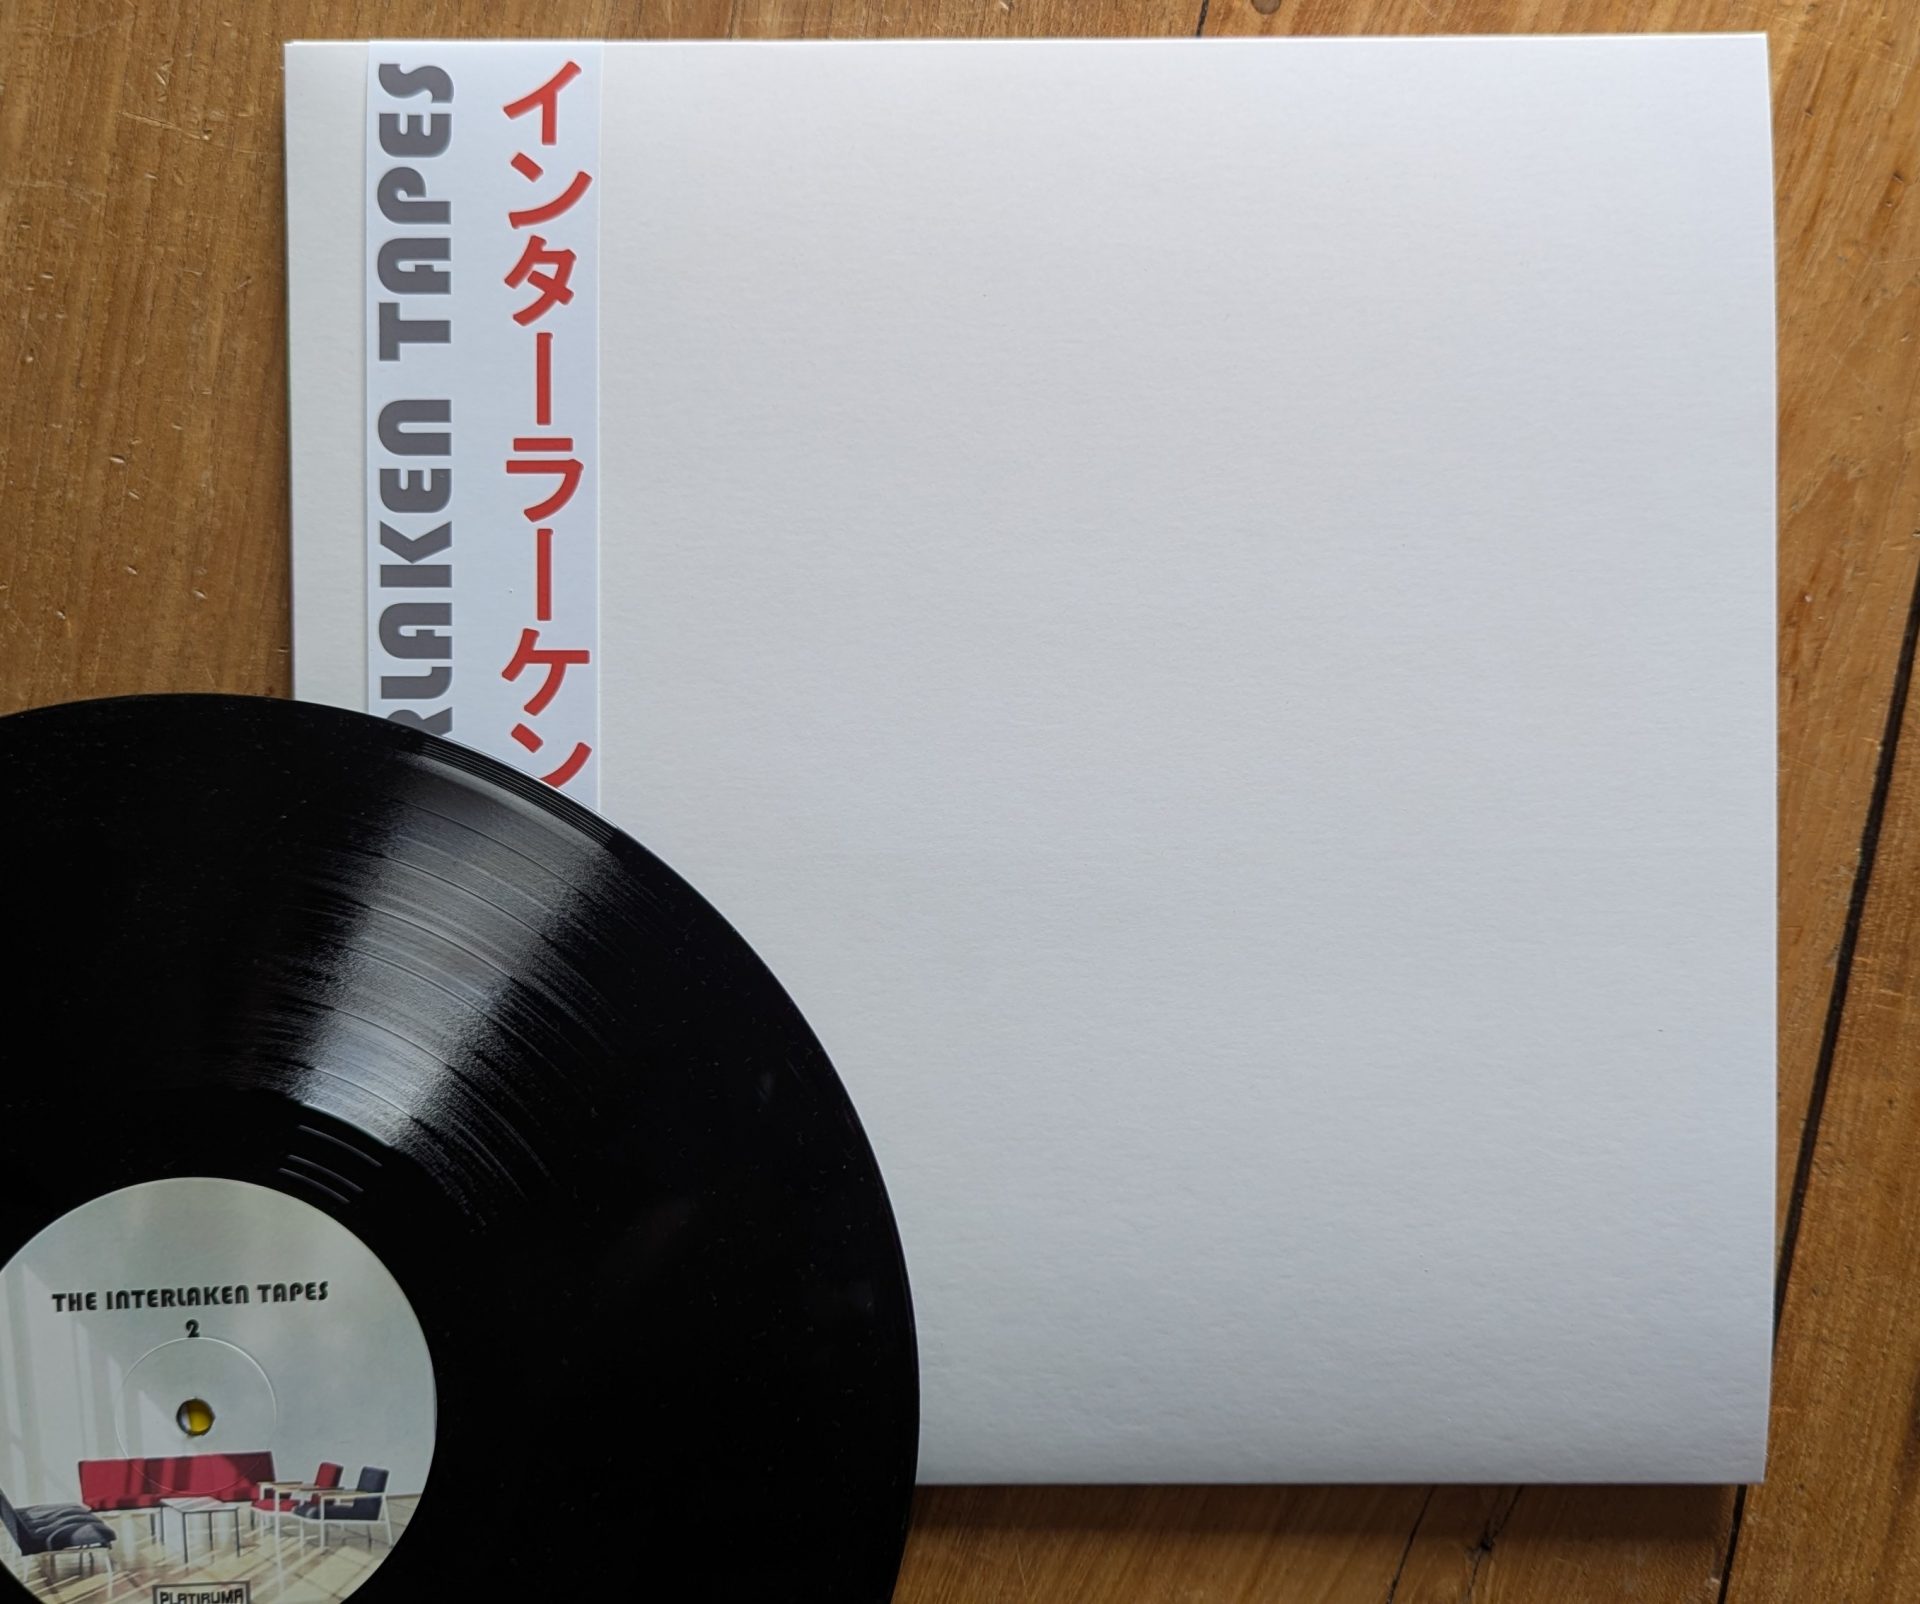 RLAKEN TAPES
インターラーケン
THE INTERLAKEN TAPES
2
PLATIRUMA